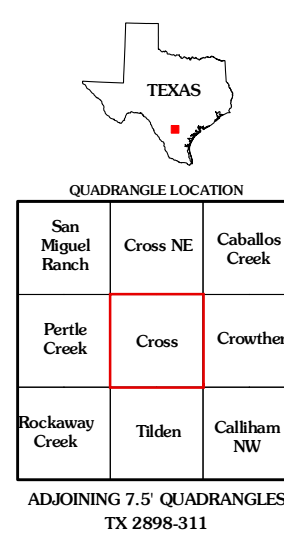 TEXAS
QUADRANGLE LOCATION
San
Miguel
Ranch
Cross NE
Caballos
Creek
Pertle
Creek
Cross
Crowther
Rockaway
Creek
Tilden
Calliham
NW
ADJOINING 7.5' QUADRANGLES
TX 2898-311